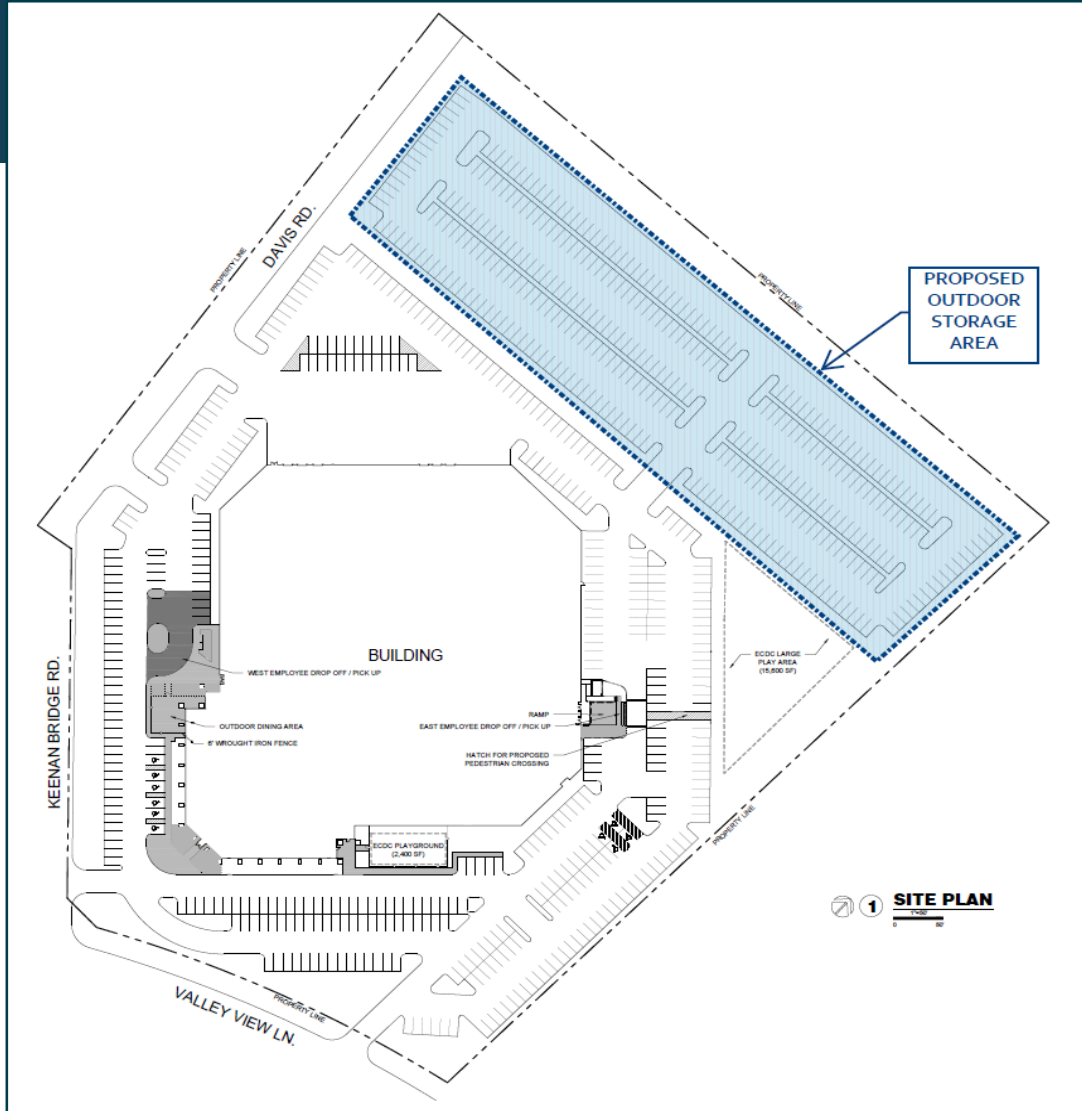 DAVIS RD.
PROPERTY LINE
PROPERTY LINE
PROPOSED
OUTDOOR
STORAGE
AREA
BUILDING
WEST EMPLOYEE DROP OFF / PICK UP
OUTDOOR DINING AREA
6' WROUGHT IRON FENCE
KEENAN BRIDGE RD.
RAMP
EAST EMPLOYEE DROP OFF / PICK UP
HATCH FOR PROPOSED
PEDESTRIAN CROSSING
ECDC LARGE
PLAY AREA
(15,600 SF)
ECDC PLAYGROUND
(2,400 SF)
PROPERTY LINE
1 SITE PLAN
0 80'
VALLEY VIEW LN.
PROPERTY LINE